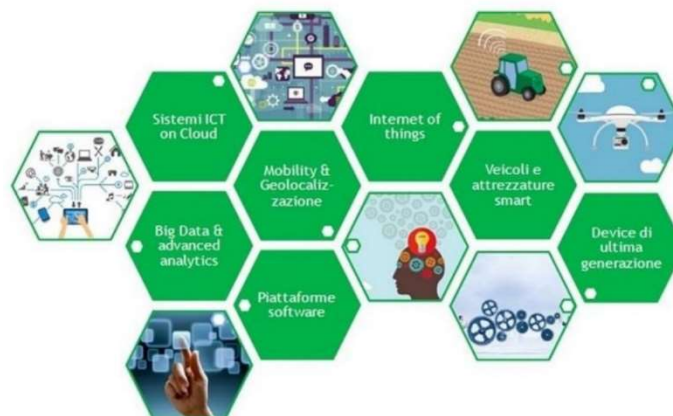 Sistemi ICT
on Cloud
Internet of
things
Mobility &
Geolocaliz-
zazione
Veicoli e
attrezzature
smart
Big Data &
advanced
analytics
Device di
ultima
generazione
Piattaforme
software